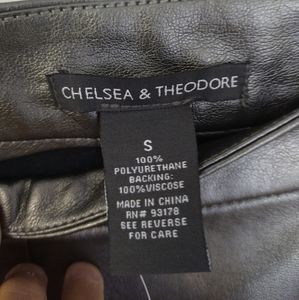 CHELSEA & THEODORE
S
100%
POLYURETHANE
BACKING:
100%VISCOSE
MADE IN CHINA
RN# 93178
SEE REVERSE
FOR CARE